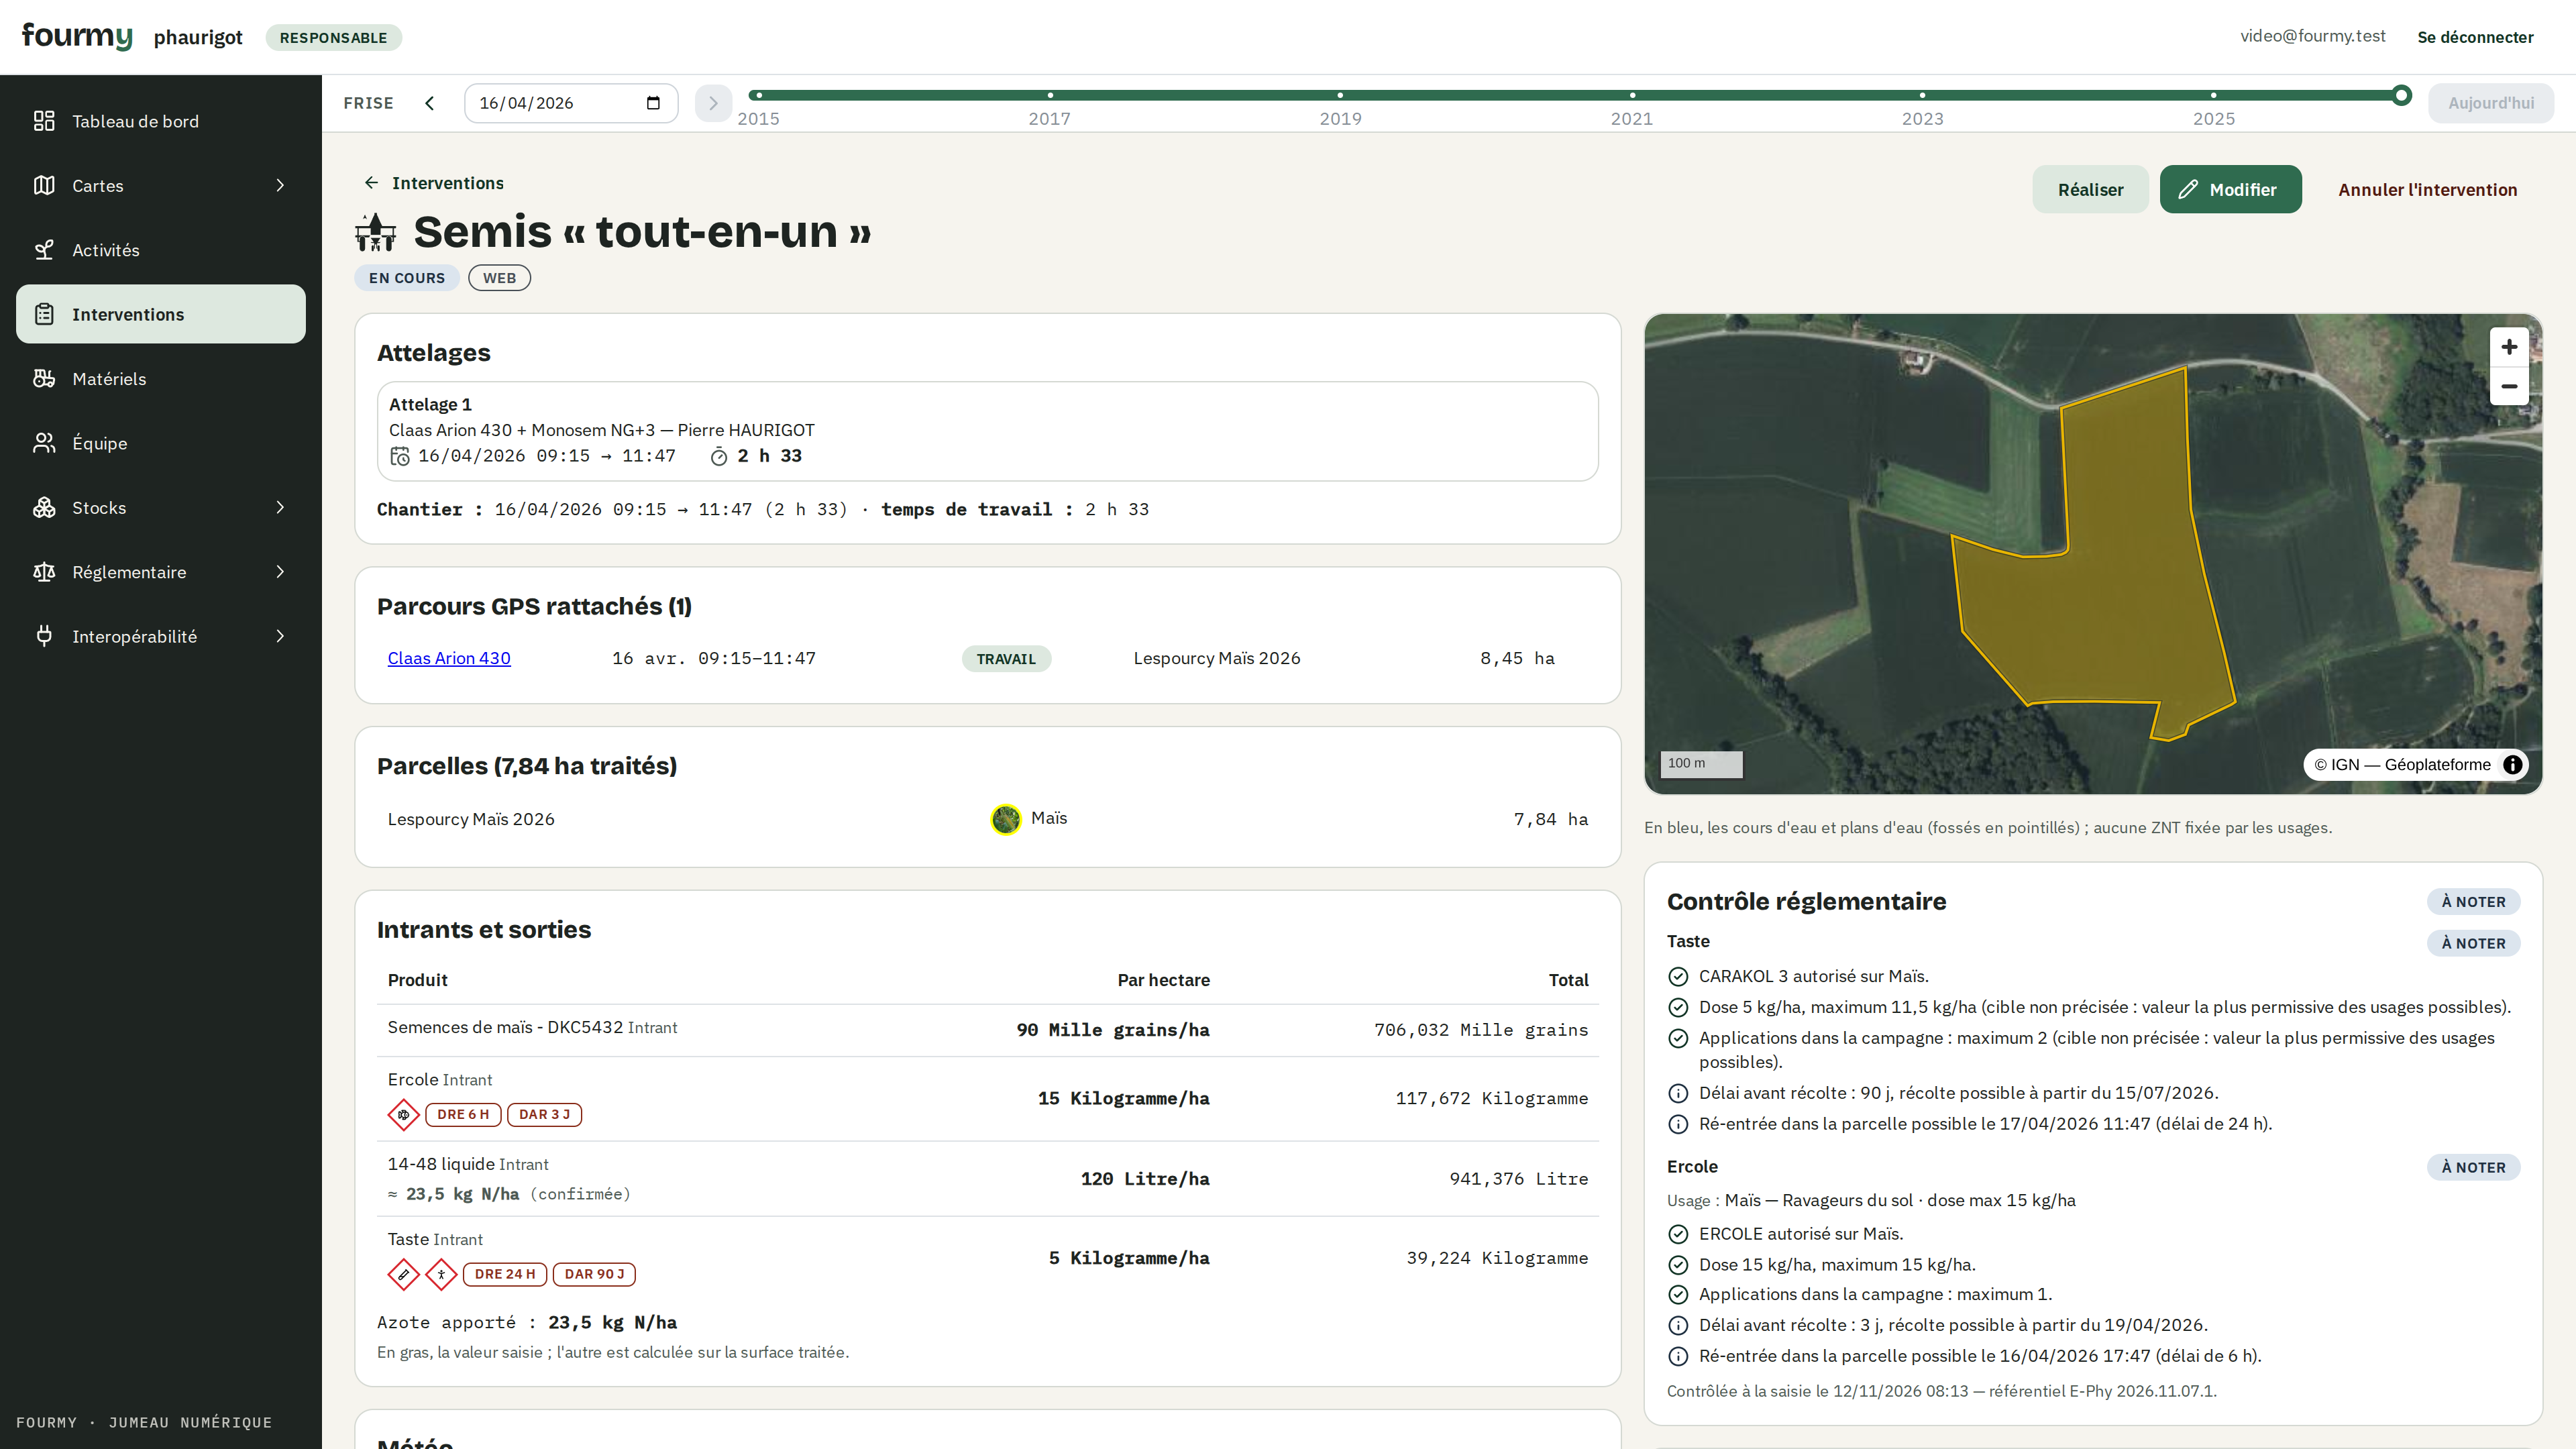 fourmy
phaurigot
RESPONSABLE
video@fourmy.test
Se déconnecter
FRISE
16/04/2026
2015
2017
2019
2021
2023
2025
Aujourd'hui
Tableau de bord
Cartes
Activités
Interventions
Matériels
Équipe
Stocks
Réglementaire
Interopérabilité
FOURMY · JUMEAU NUMÉRIQUE
Interventions
Semis « tout-en-un »
EN COURS
WEB
Réaliser
Modifier
Annuler l'intervention
Attelages
Attelage 1
Claas Arion 430 + Monosem NG+3 — Pierre HAURIGOT
16/04/2026 09:15 → 11:47 2 h 33
Chantier : 16/04/2026 09:15 → 11:47 (2 h 33) · temps de travail : 2 h 33
Parcours GPS rattachés (1)
Claas Arion 430 16 avr. 09:15–11:47 TRAVAIL Lespourcy Maïs 2026 8,45 ha
Parcelles (7,84 ha traités)
Lespourcy Maïs 2026 Maïs 7,84 ha
Intrants et sorties
Produit Par hectare Total
Semences de maïs - DKC5432 Intrant 90 Mille grains/ha 706,032 Mille grains
Ercole Intrant
15 Kilogramme/ha 117,672 Kilogramme
DRE 6 H DAR 3 J
14-48 liquide Intrant
120 Litre/ha 941,376 Litre
≈ 23,5 kg N/ha (confirmée)
Taste Intrant
5 Kilogramme/ha 39,224 Kilogramme
DRE 24 H DAR 90 J
Azote apporté : 23,5 kg N/ha
En gras, la valeur saisie ; l'autre est calculée sur la surface traitée.
Météo
100 m
© IGN — Géoplateforme
En bleu, les cours d'eau et plans d'eau (fossés en pointillés) ; aucune ZNT fixée par les usages.
Contrôle réglementaire À NOTER
Taste À NOTER
CARAKOL 3 autorisé sur Maïs.
Dose 5 kg/ha, maximum 11,5 kg/ha (cible non précisée : valeur la plus permissive des usages possibles).
Applications dans la campagne : maximum 2 (cible non précisée : valeur la plus permissive des usages
possibles).
Délai avant récolte : 90 j, récolte possible à partir du 15/07/2026.
Ré-entrée dans la parcelle possible le 17/04/2026 11:47 (délai de 24 h).
Ercole À NOTER
Usage : Maïs — Ravageurs du sol · dose max 15 kg/ha
ERCOLE autorisé sur Maïs.
Dose 15 kg/ha, maximum 15 kg/ha.
Applications dans la campagne : maximum 1.
Délai avant récolte : 3 j, récolte possible à partir du 19/04/2026.
Ré-entrée dans la parcelle possible le 16/04/2026 17:47 (délai de 6 h).
Contrôlée à la saisie le 12/11/2026 08:13 — référentiel E-Phy 2026.11.07.1.